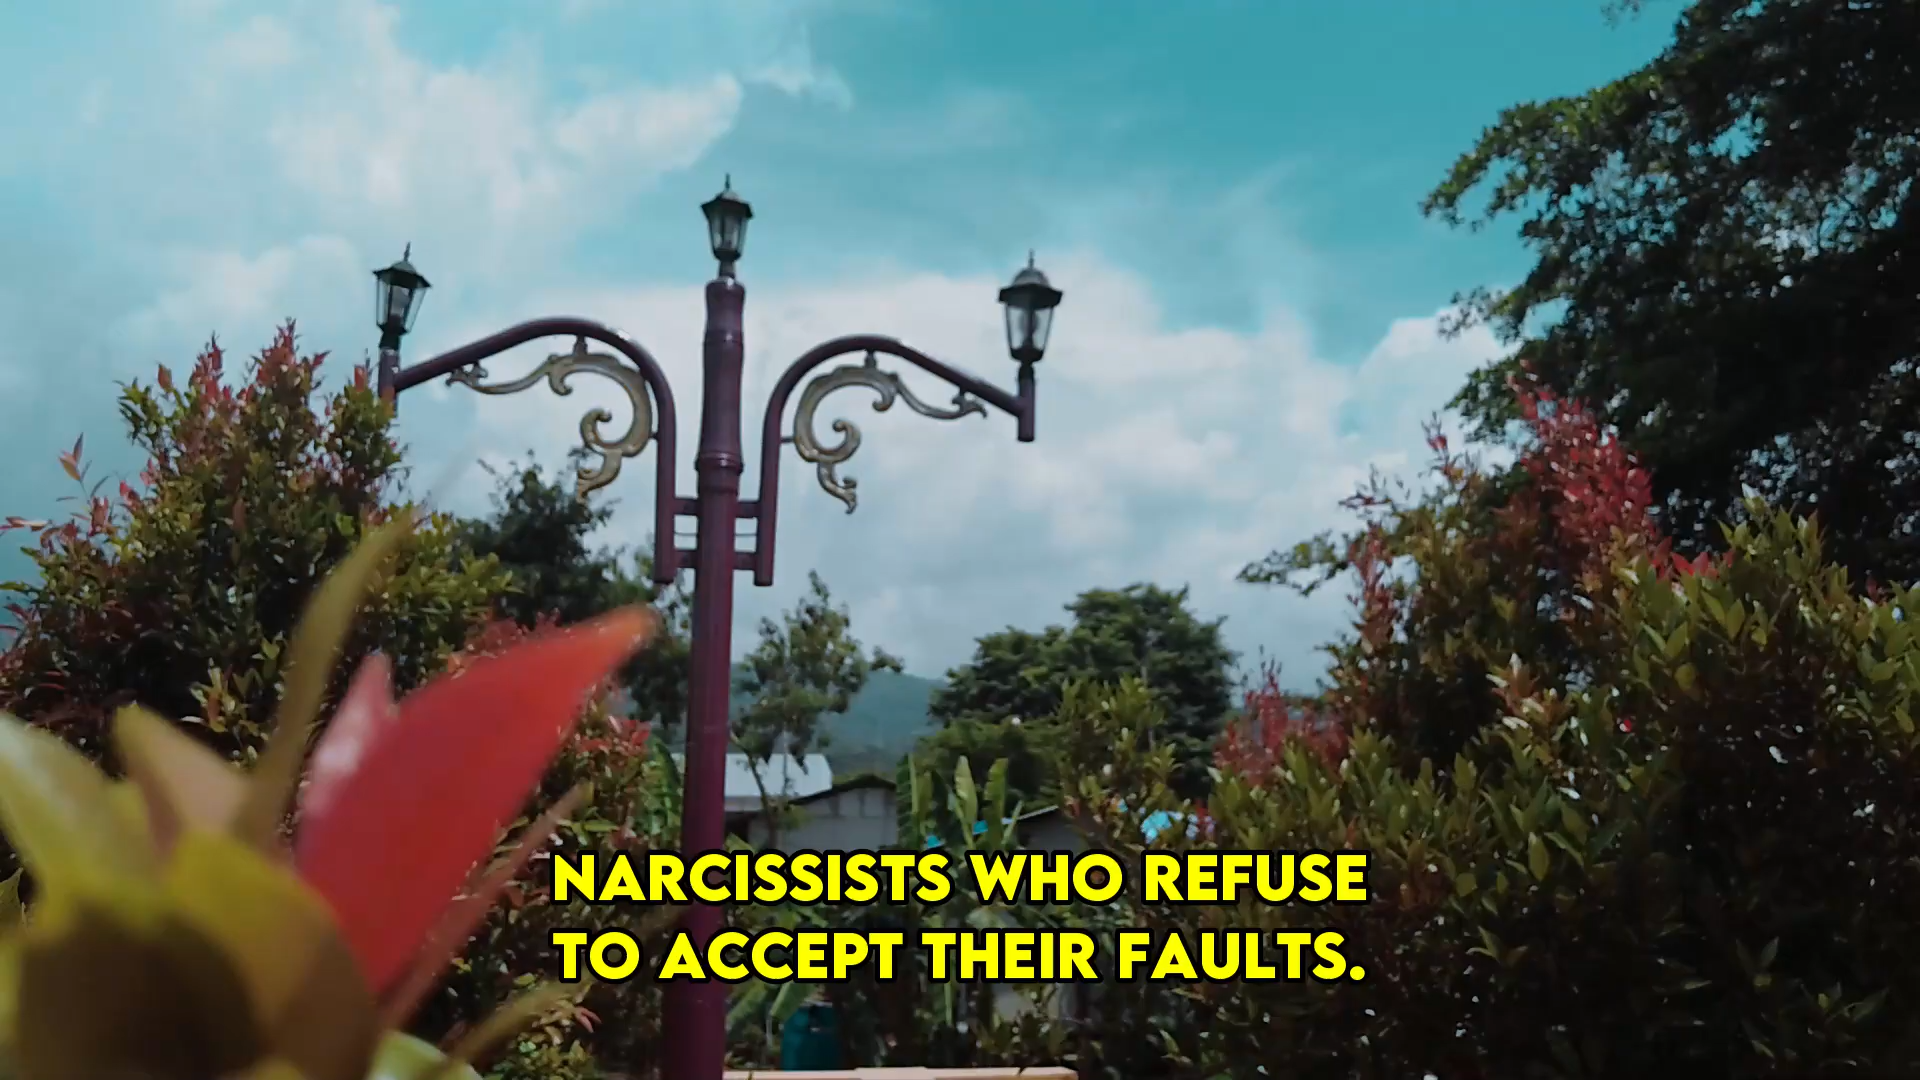 NARCISSISTS WHO REFUSE
TO ACCEPT THEIR FAULTS.